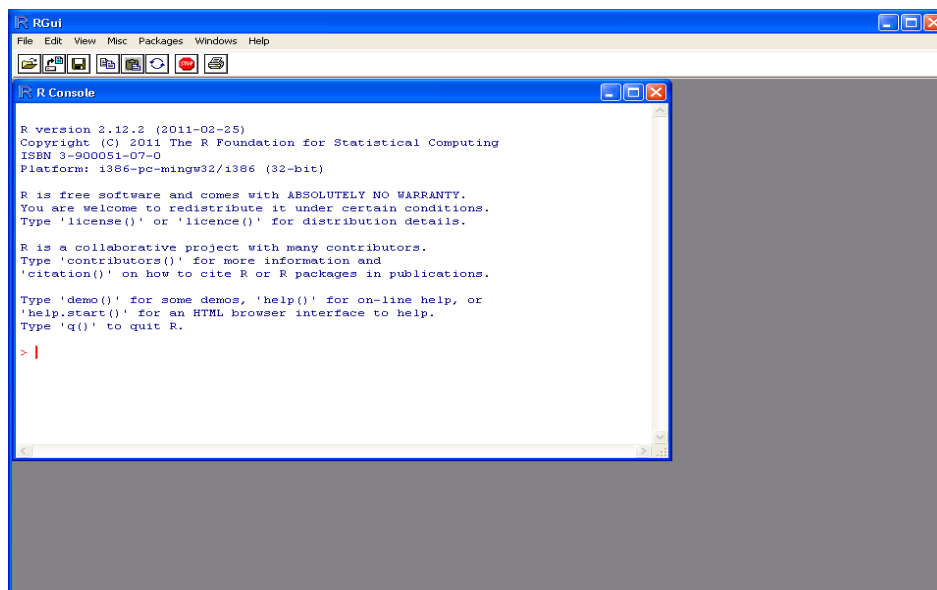 RGui
File Edit View Misc Packages Windows Help
STOP
R Console
R version 2.12.2 (2011-02-25)
Copyright (C) 2011 The R Foundation for Statistical Computing
ISBN 3-900051-07-0
Platform: i386-pc-mingw32/i386 (32-bit)
R is free software and comes with ABSOLUTELY NO WARRANTY.
You are welcome to redistribute it under certain conditions.
Type 'license()' or 'licence()' for distribution details.
R is a collaborative project with many contributors.
Type 'contributors()' for more information and
'citation()' on how to cite R or R packages in publications.
Type 'demo()' for some demos, 'help()' for on-line help, or
'help.start()' for an HTML browser interface to help.
Type 'q()' to quit R.
>